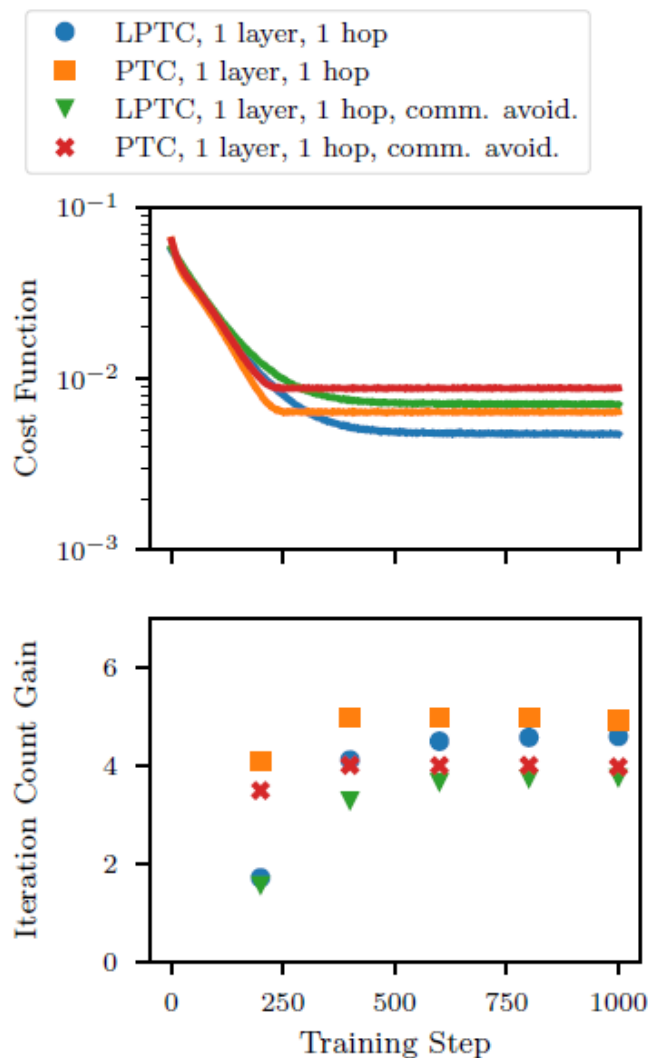 LPTC, 1 layer, 1 hop
PTC, 1 layer, 1 hop
LPTC, 1 layer, 1 hop, comm. avoid.
PTC, 1 layer, 1 hop, comm. avoid.
10⁻¹
10⁻²
10⁻³
Cost Function
6
4
2
0
Iteration Count Gain
0 250 500 750 1000
Training Step